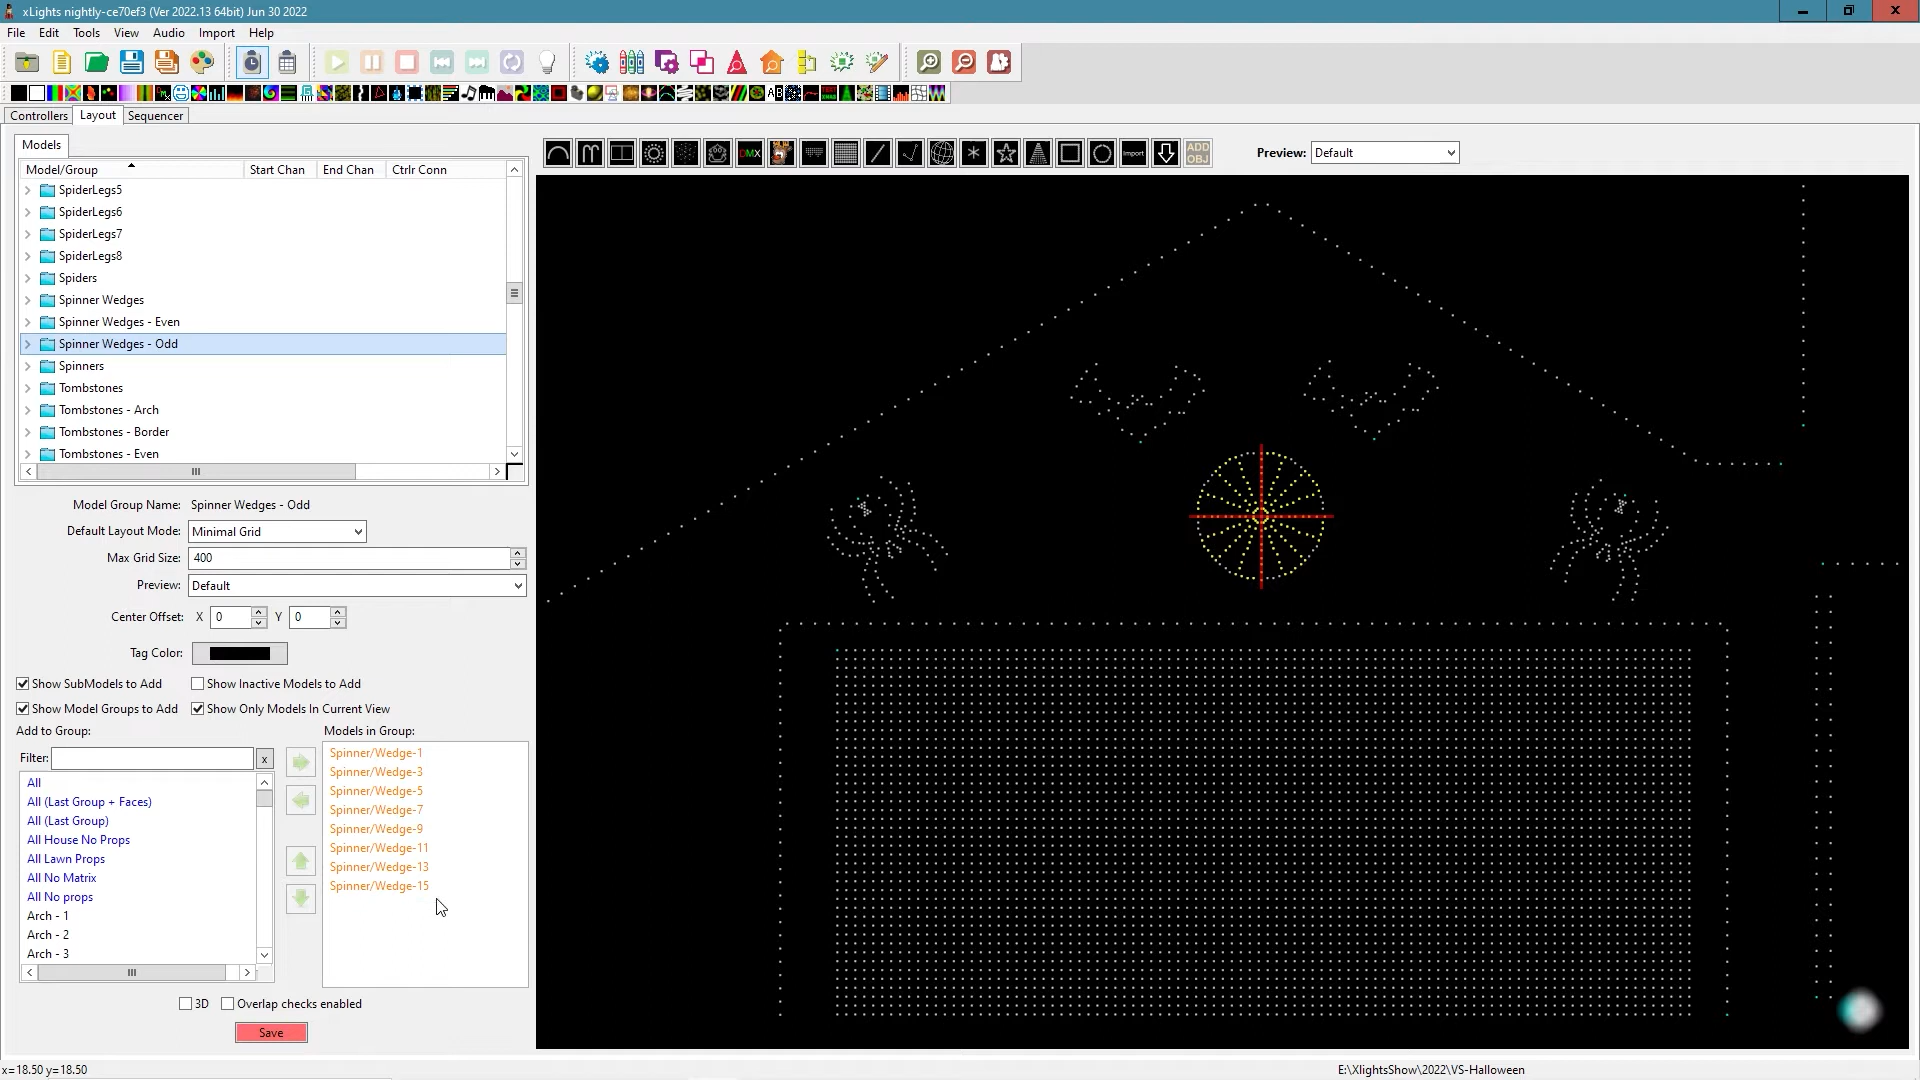 xLights nightly-ce70ef3 (Ver 2022.13 64bit) Jun 30 2022
File Edit Tools View Audio Import Help
Controllers Layout Sequencer
Models
Model/Group Start Chan End Chan Ctrlr Conn
SpiderLegs5
SpiderLegs6
SpiderLegs7
SpiderLegs8
Spiders
Spinner Wedges
Spinner Wedges - Even
Spinner Wedges - Odd
Spinners
Tombstones
Tombstones - Arch
Tombstones - Border
Tombstones - Even
DMX
Import
ADD OBJ
Preview: Default
Model Group Name: Spinner Wedges - Odd
Default Layout Mode: Minimal Grid
Max Grid Size: 400
Preview: Default
Center Offset: X 0 Y 0
Tag Color:
Show SubModels to Add Show Inactive Models to Add
Show Model Groups to Add Show Only Models In Current View
Add to Group: Models in Group:
Filter: x
All
All (Last Group + Faces)
All (Last Group)
All House No Props
All Lawn Props
All No Matrix
All No props
Arch - 1
Arch - 2
Arch - 3
Spinner/Wedge-1
Spinner/Wedge-3
Spinner/Wedge-5
Spinner/Wedge-7
Spinner/Wedge-9
Spinner/Wedge-11
Spinner/Wedge-13
Spinner/Wedge-15
3D Overlap checks enabled
Save
x=18.50 y=18.50 E:\XlightsShow\2022\VS-Halloween